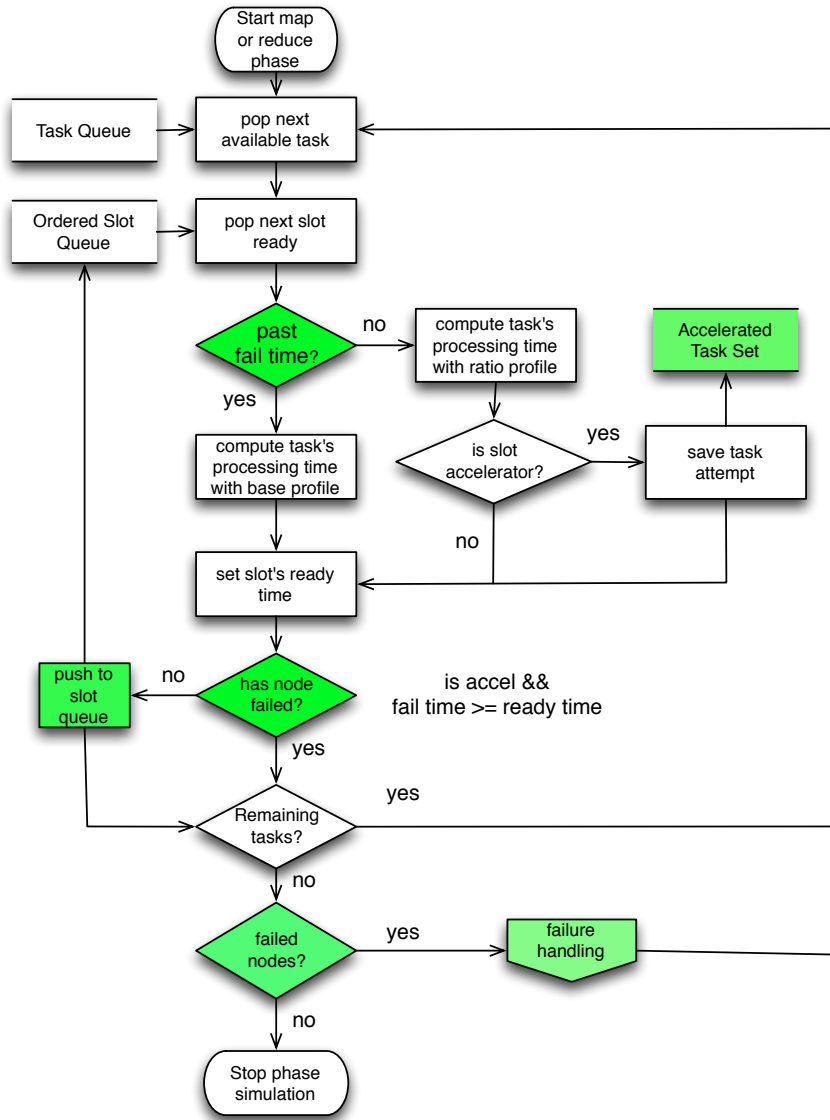 Start map
or reduce
phase
Task Queue
pop next
available task
Ordered Slot
Queue
pop next slot
ready
past
fail time?
no
compute task's
processing time
with ratio profile
Accelerated
Task Set
yes
compute task's
processing time
with base profile
is slot
accelerator?
yes
save task
attempt
no
set slot's ready
time
push to
slot
queue
no
has node
failed?
is accel &&
fail time >= ready time
yes
Remaining
tasks?
yes
no
failed
nodes?
yes
failure
handling
no
Stop phase
simulation